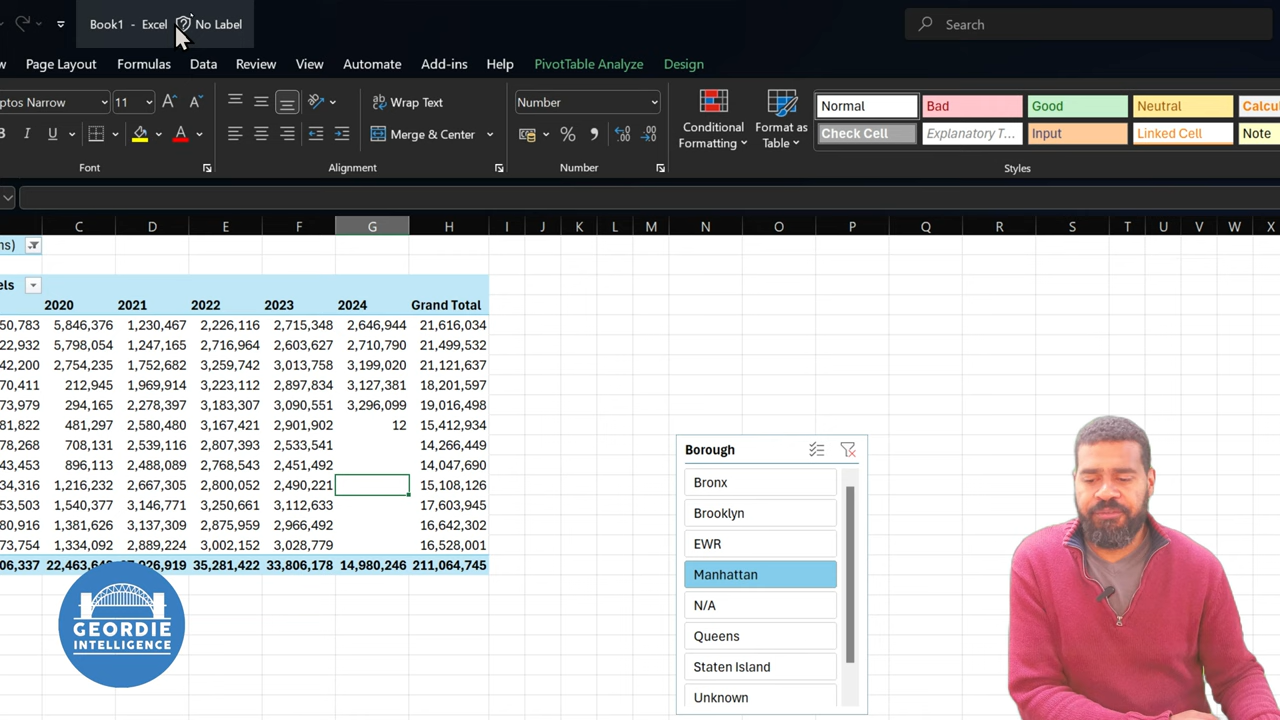 Book1 - Excel No Label
Search
Page Layout Formulas Data Review View Automate Add-ins Help PivotTable Analyze Design
ptos Narrow 11 Wrap Text Number Conditional Formatting Format as Table Normal Bad Good Neutral Calcu
I U A Merge & Center % Check Cell Explanatory T... Input Linked Cell Note
Font Alignment Number Styles
C D E F G H I J K L M N O P Q R S T U V W X
ns)
els
2020 2021 2022 2023 2024 Grand Total
50,783 5,846,376 1,230,467 2,226,116 2,715,348 2,646,944 21,616,034
22,932 5,798,054 1,247,165 2,716,964 2,603,627 2,710,790 21,499,532
42,200 2,754,235 1,752,682 3,259,742 3,013,758 3,199,020 21,121,637
70,411 212,945 1,969,914 3,223,112 2,897,834 3,127,381 18,201,597
73,979 294,165 2,278,397 3,183,307 3,090,551 3,296,099 19,016,498
81,822 481,297 2,580,480 3,167,421 2,901,902 12 15,412,934
78,268 708,131 2,539,116 2,807,393 2,533,541 14,266,449
43,453 896,113 2,488,089 2,768,543 2,451,492 14,047,690
34,316 1,216,232 2,667,305 2,800,052 2,490,221 15,108,126
53,503 1,540,377 3,146,771 3,250,661 3,112,633 17,603,945
80,916 1,381,626 3,137,309 2,875,959 2,966,492 16,642,302
73,754 1,334,092 2,889,224 3,002,152 3,028,779 16,528,001
06,337 35,281,422 33,806,178 14,980,246 211,064,745
Borough
Bronx
Brooklyn
EWR
Manhattan
N/A
Queens
Staten Island
Unknown
GEORDIE
INTELLIGENCE